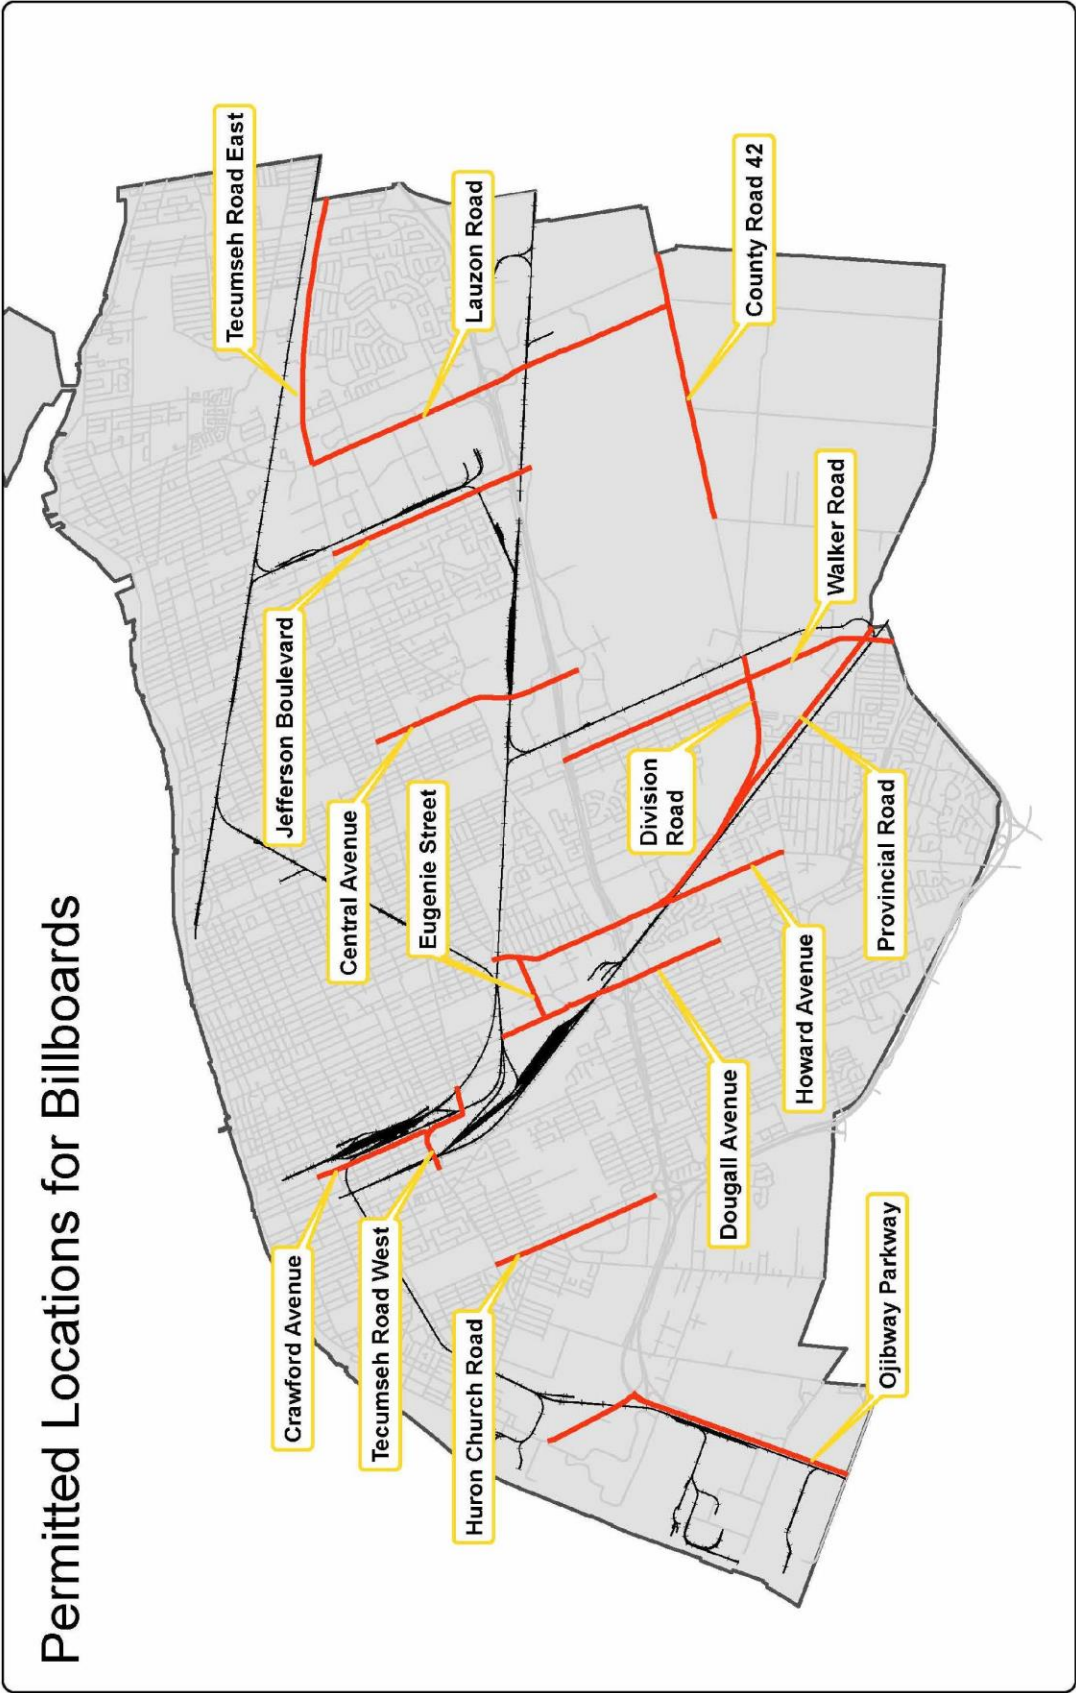 Permitted Locations for Billboards
Crawford Avenue
Tecumseh Road West
Huron Church Road
Ojibway Parkway
Dougall Avenue
Howard Avenue
Provincial Road
Eugenie Street
Central Avenue
Jefferson Boulevard
Division
Road
Walker Road
Tecumseh Road East
Lauzon Road
County Road 42